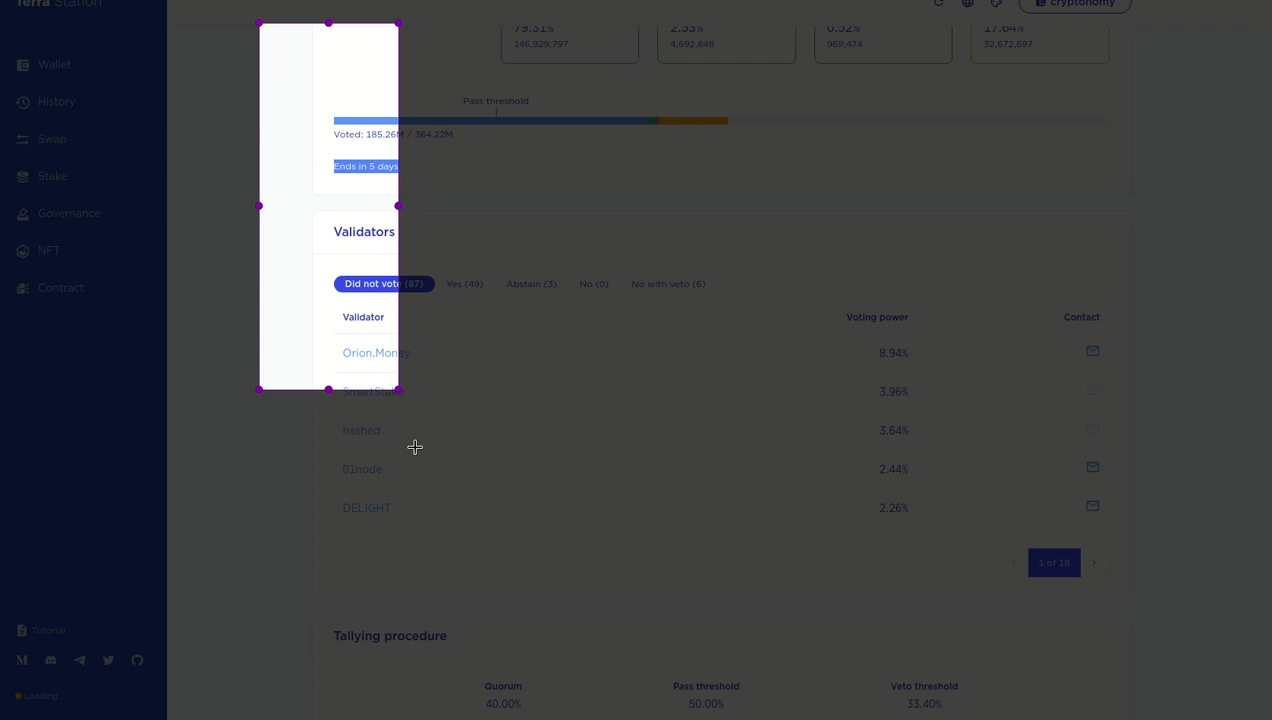 Terra Station
cryptonomy
Wallet
History
Swap
Stake
Governance
NFT
Contract
79.31% 2.53% 0.52% 17.64%
146,929,797 4,692,848 969,474 32,672,697
Pass threshold
Voted: 185.26M / 364.22M
Ends in 5 days
Validators
Did not vote (87) Yes (49) Abstain (3) No (0) No with veto (6)
Validator Voting power Contact
Orion.Money 8.94%
SmartStake 3.96%
hashed 3.64%
01node 2.44%
DELIGHT 2.26%
1 of 18
Tallying procedure
Quorum Pass threshold Veto threshold
40.00% 50.00% 33.40%
Tutorial
Loading...